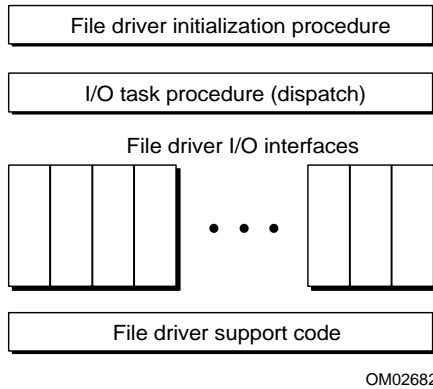 File driver initialization procedure
I/O task procedure (dispatch)
File driver I/O interfaces
File driver support code
OM02682